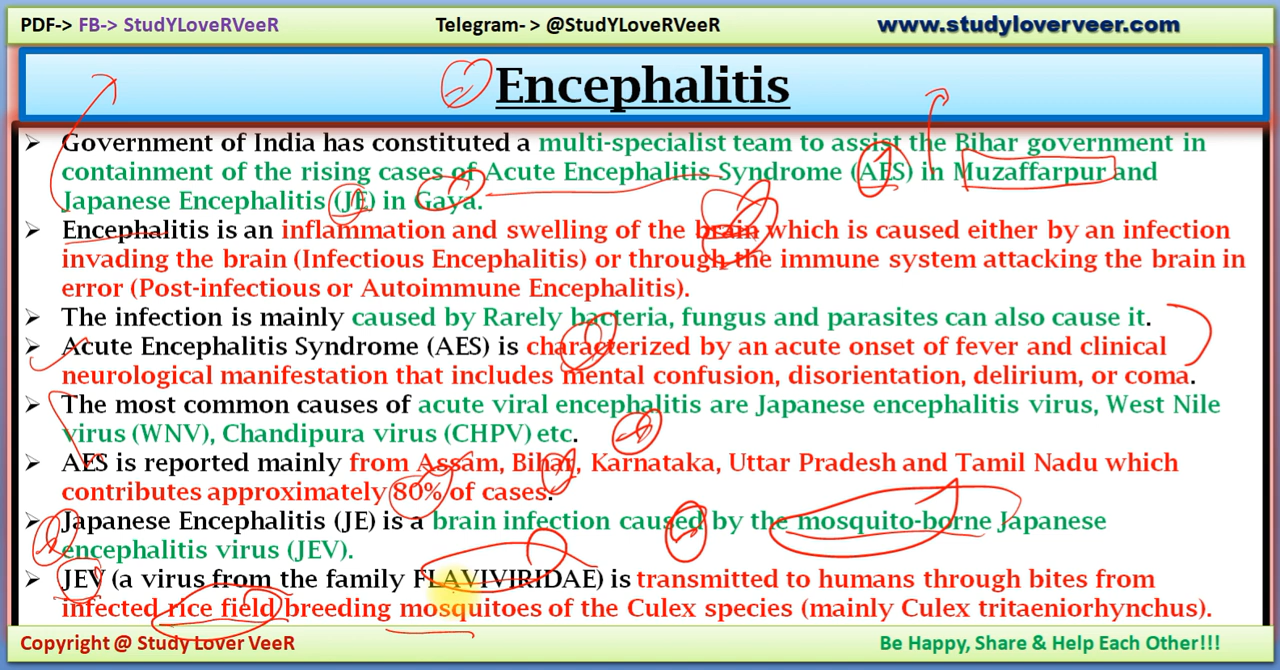 PDF-> FB-> StudYLoveRVeeR Telegram- > @StudYLoveRVeeR www.studyloverveer.com
Encephalitis
➢ Government of India has constituted a multi-specialist team to assist the Bihar government in
containment of the rising cases of Acute Encephalitis Syndrome (AES) in Muzaffarpur and
Japanese Encephalitis (JE) in Gaya.
➢ Encephalitis is an inflammation and swelling of the brain which is caused either by an infection
invading the brain (Infectious Encephalitis) or through the immune system attacking the brain in
error (Post-infectious or Autoimmune Encephalitis).
➢ The infection is mainly caused by Rarely bacteria, fungus and parasites can also cause it.
➢ Acute Encephalitis Syndrome (AES) is characterized by an acute onset of fever and clinical
neurological manifestation that includes mental confusion, disorientation, delirium, or coma.
➢ The most common causes of acute viral encephalitis are Japanese encephalitis virus, West Nile
virus (WNV), Chandipura virus (CHPV) etc.
➢ AES is reported mainly from Assam, Bihar, Karnataka, Uttar Pradesh and Tamil Nadu which
contributes approximately 80% of cases.
➢ Japanese Encephalitis (JE) is a brain infection caused by the mosquito-borne Japanese
encephalitis virus (JEV).
➢ JEV (a virus from the family FLAVIVIRIDAE) is transmitted to humans through bites from
infected rice field breeding mosquitoes of the Culex species (mainly Culex tritaeniorhynchus).
Copyright @ Study Lover VeeR Be Happy, Share & Help Each Other!!!